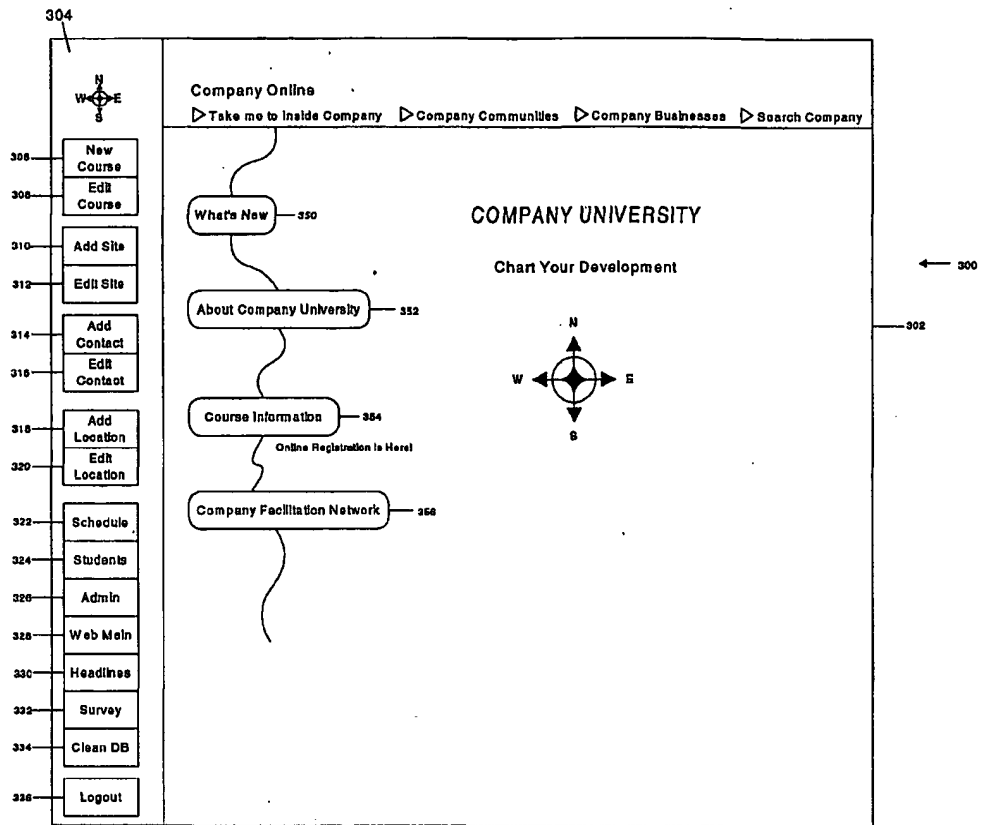 304
N
W E
S
Company Online
Take me to Inside Company Company Communities Company Businesses Search Company
306 New
Course
308 Edit
Course
310 Add Site
312 Edit Site
314 Add
Contact
316 Edit
Contact
318 Add
Location
320 Edit
Location
322 Schedule
324 Students
326 Admin
328 Web Main
330 Headlines
332 Survey
334 Clean DB
336 Logout
What's New 350
About Company University 352
Course Information 354
Online Registration is Here!
Company Facilitation Network 356
COMPANY UNIVERSITY
Chart Your Development
N
W E
S
300
302